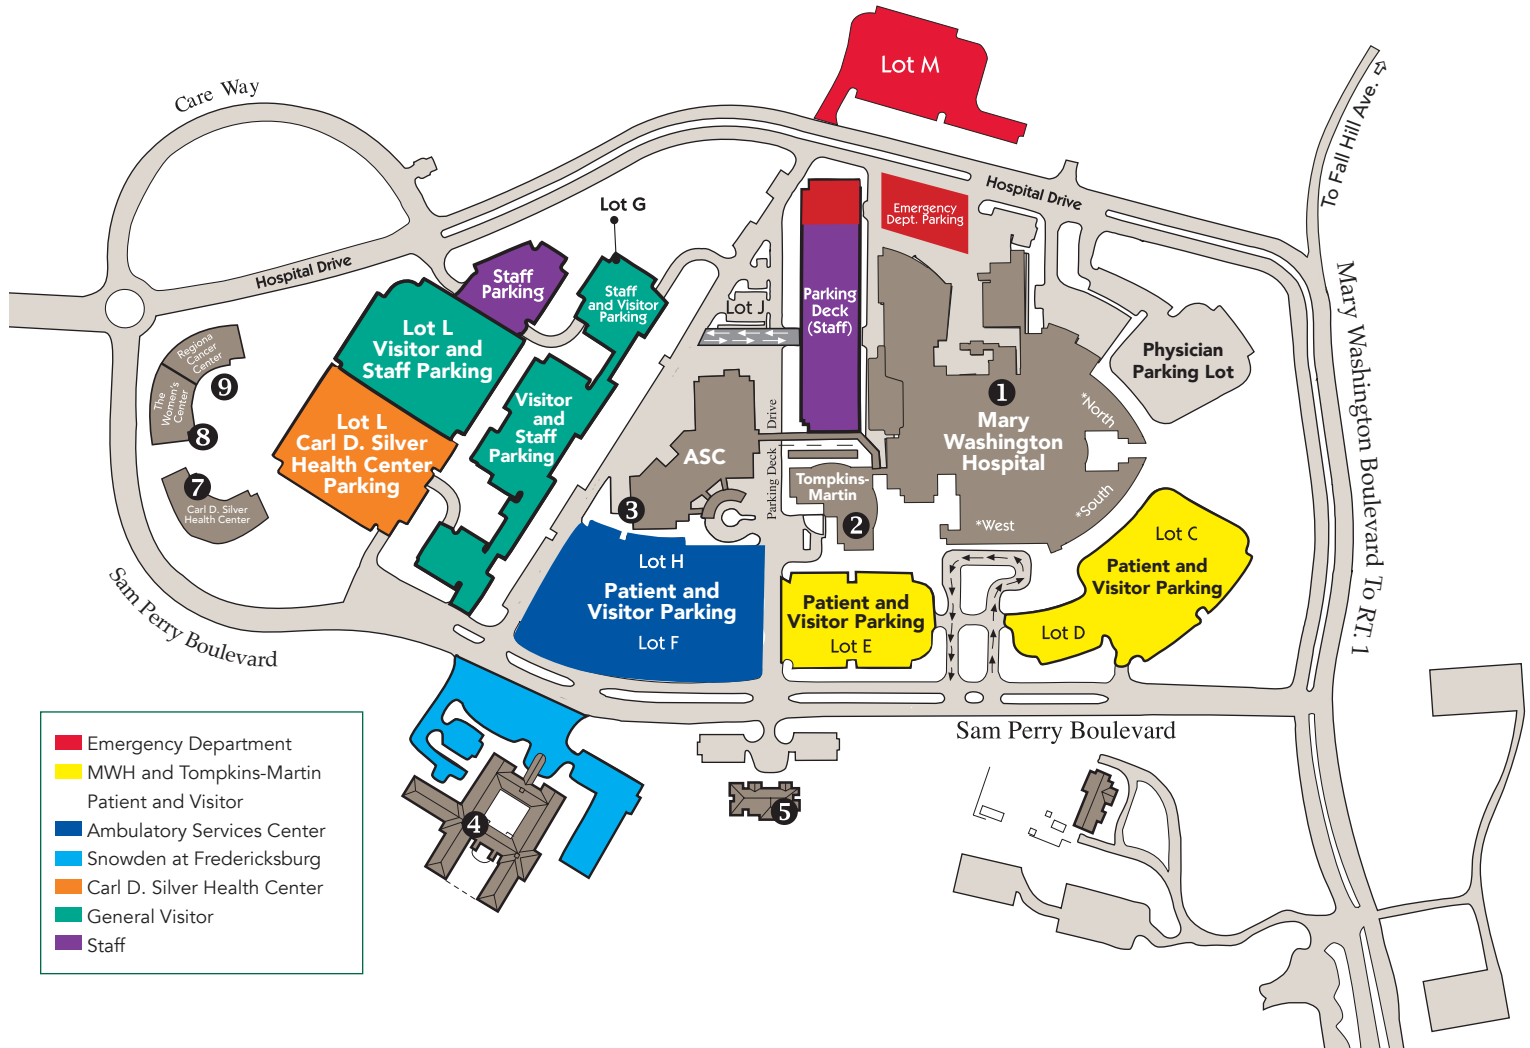 Lot M
Care Way
To Fall Hill Ave.
Hospital Drive
Emergency
Dept. Parking
Lot G
Hospital Drive
Staff
Parking
Staff
and Visitor
Parking
Lot J
Parking
Deck
(Staff)
Mary Washington Boulevard To RT. 1
Lot L
Visitor and
Staff Parking
Physician
Parking Lot
Regiona
Cancer
Center
9
The
Women's
Center
8
1
Mary
Washington
Hospital
*North
*South
*West
Visitor
and
Staff
Parking
Lot L
Carl D. Silver
Health Center
Parking
ASC
Parking Deck Drive
Tompkins-
Martin
2
3
7
Carl D. Silver
Health Center
Lot C
Patient and
Visitor Parking
Lot D
Lot H
Patient and
Visitor Parking
Lot F
Patient and
Visitor Parking
Lot E
Sam Perry Boulevard
Sam Perry Boulevard
4
5
Emergency Department
MWH and Tompkins-Martin
Patient and Visitor
Ambulatory Services Center
Snowden at Fredericksburg
Carl D. Silver Health Center
General Visitor
Staff